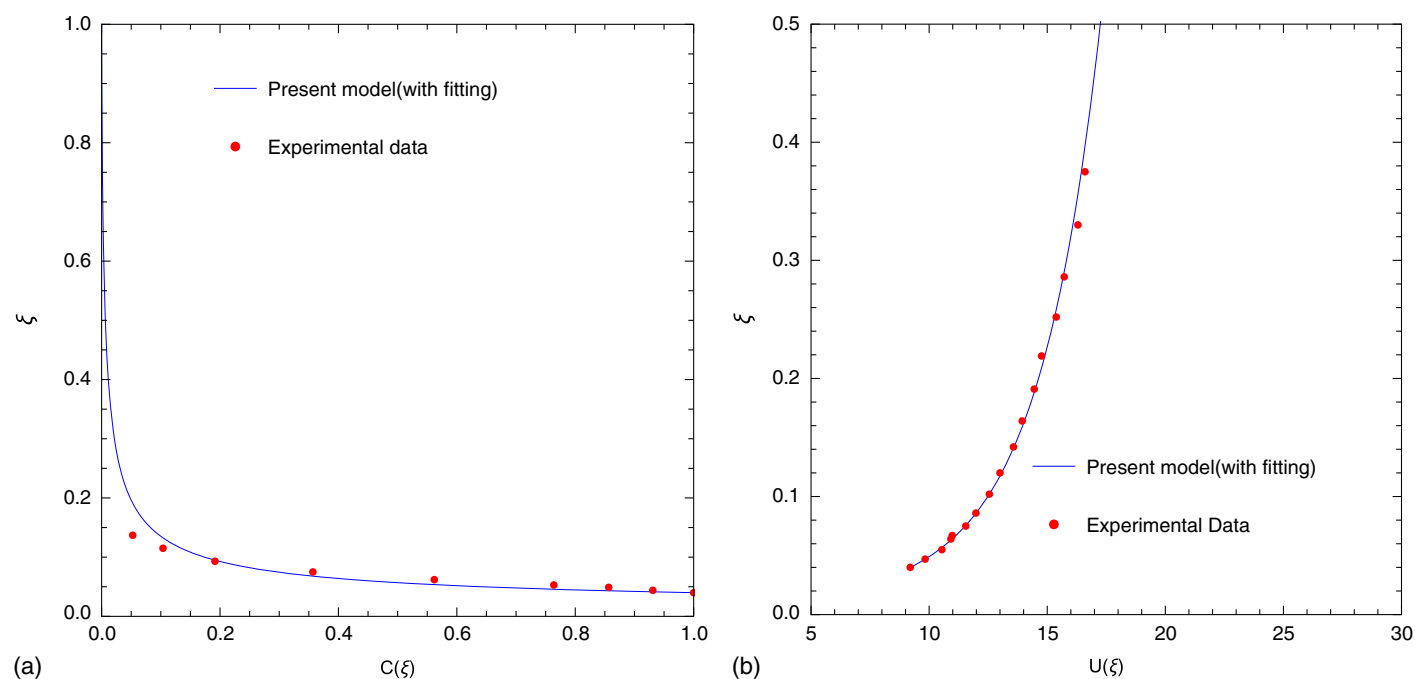 1.0
0.8
0.6
0.4
0.2
0.0
ξ
Present model(with fitting)
Experimental data
0.0 0.2 0.4 0.6 0.8 1.0
C(ξ)
(a)
0.5
0.4
0.3
0.2
0.1
0.0
ξ
Present model(with fitting)
Experimental Data
5 10 15 20 25 30
U(ξ)
(b)